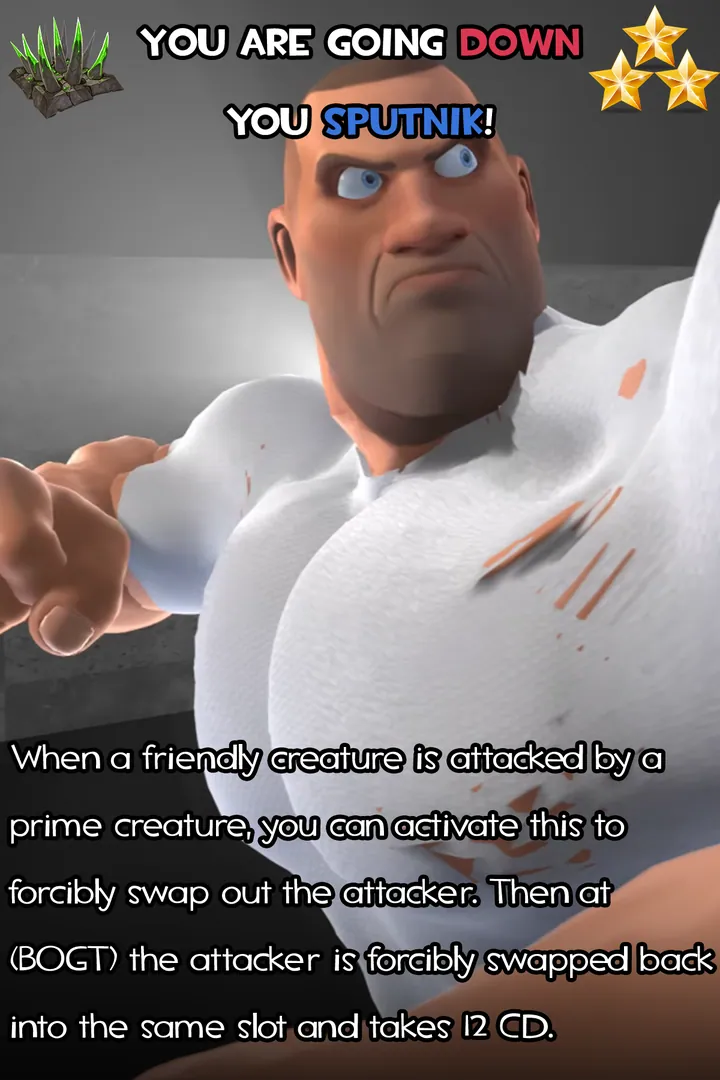 YOU ARE GOING DOWN
YOU SPUTNIK!
When a friendly creature is attacked by a
prime creature, you can activate this to
forcibly swap out the attacker. Then at
(BOGT) the attacker is forcibly swapped back
into the same slot and takes 12 CD.